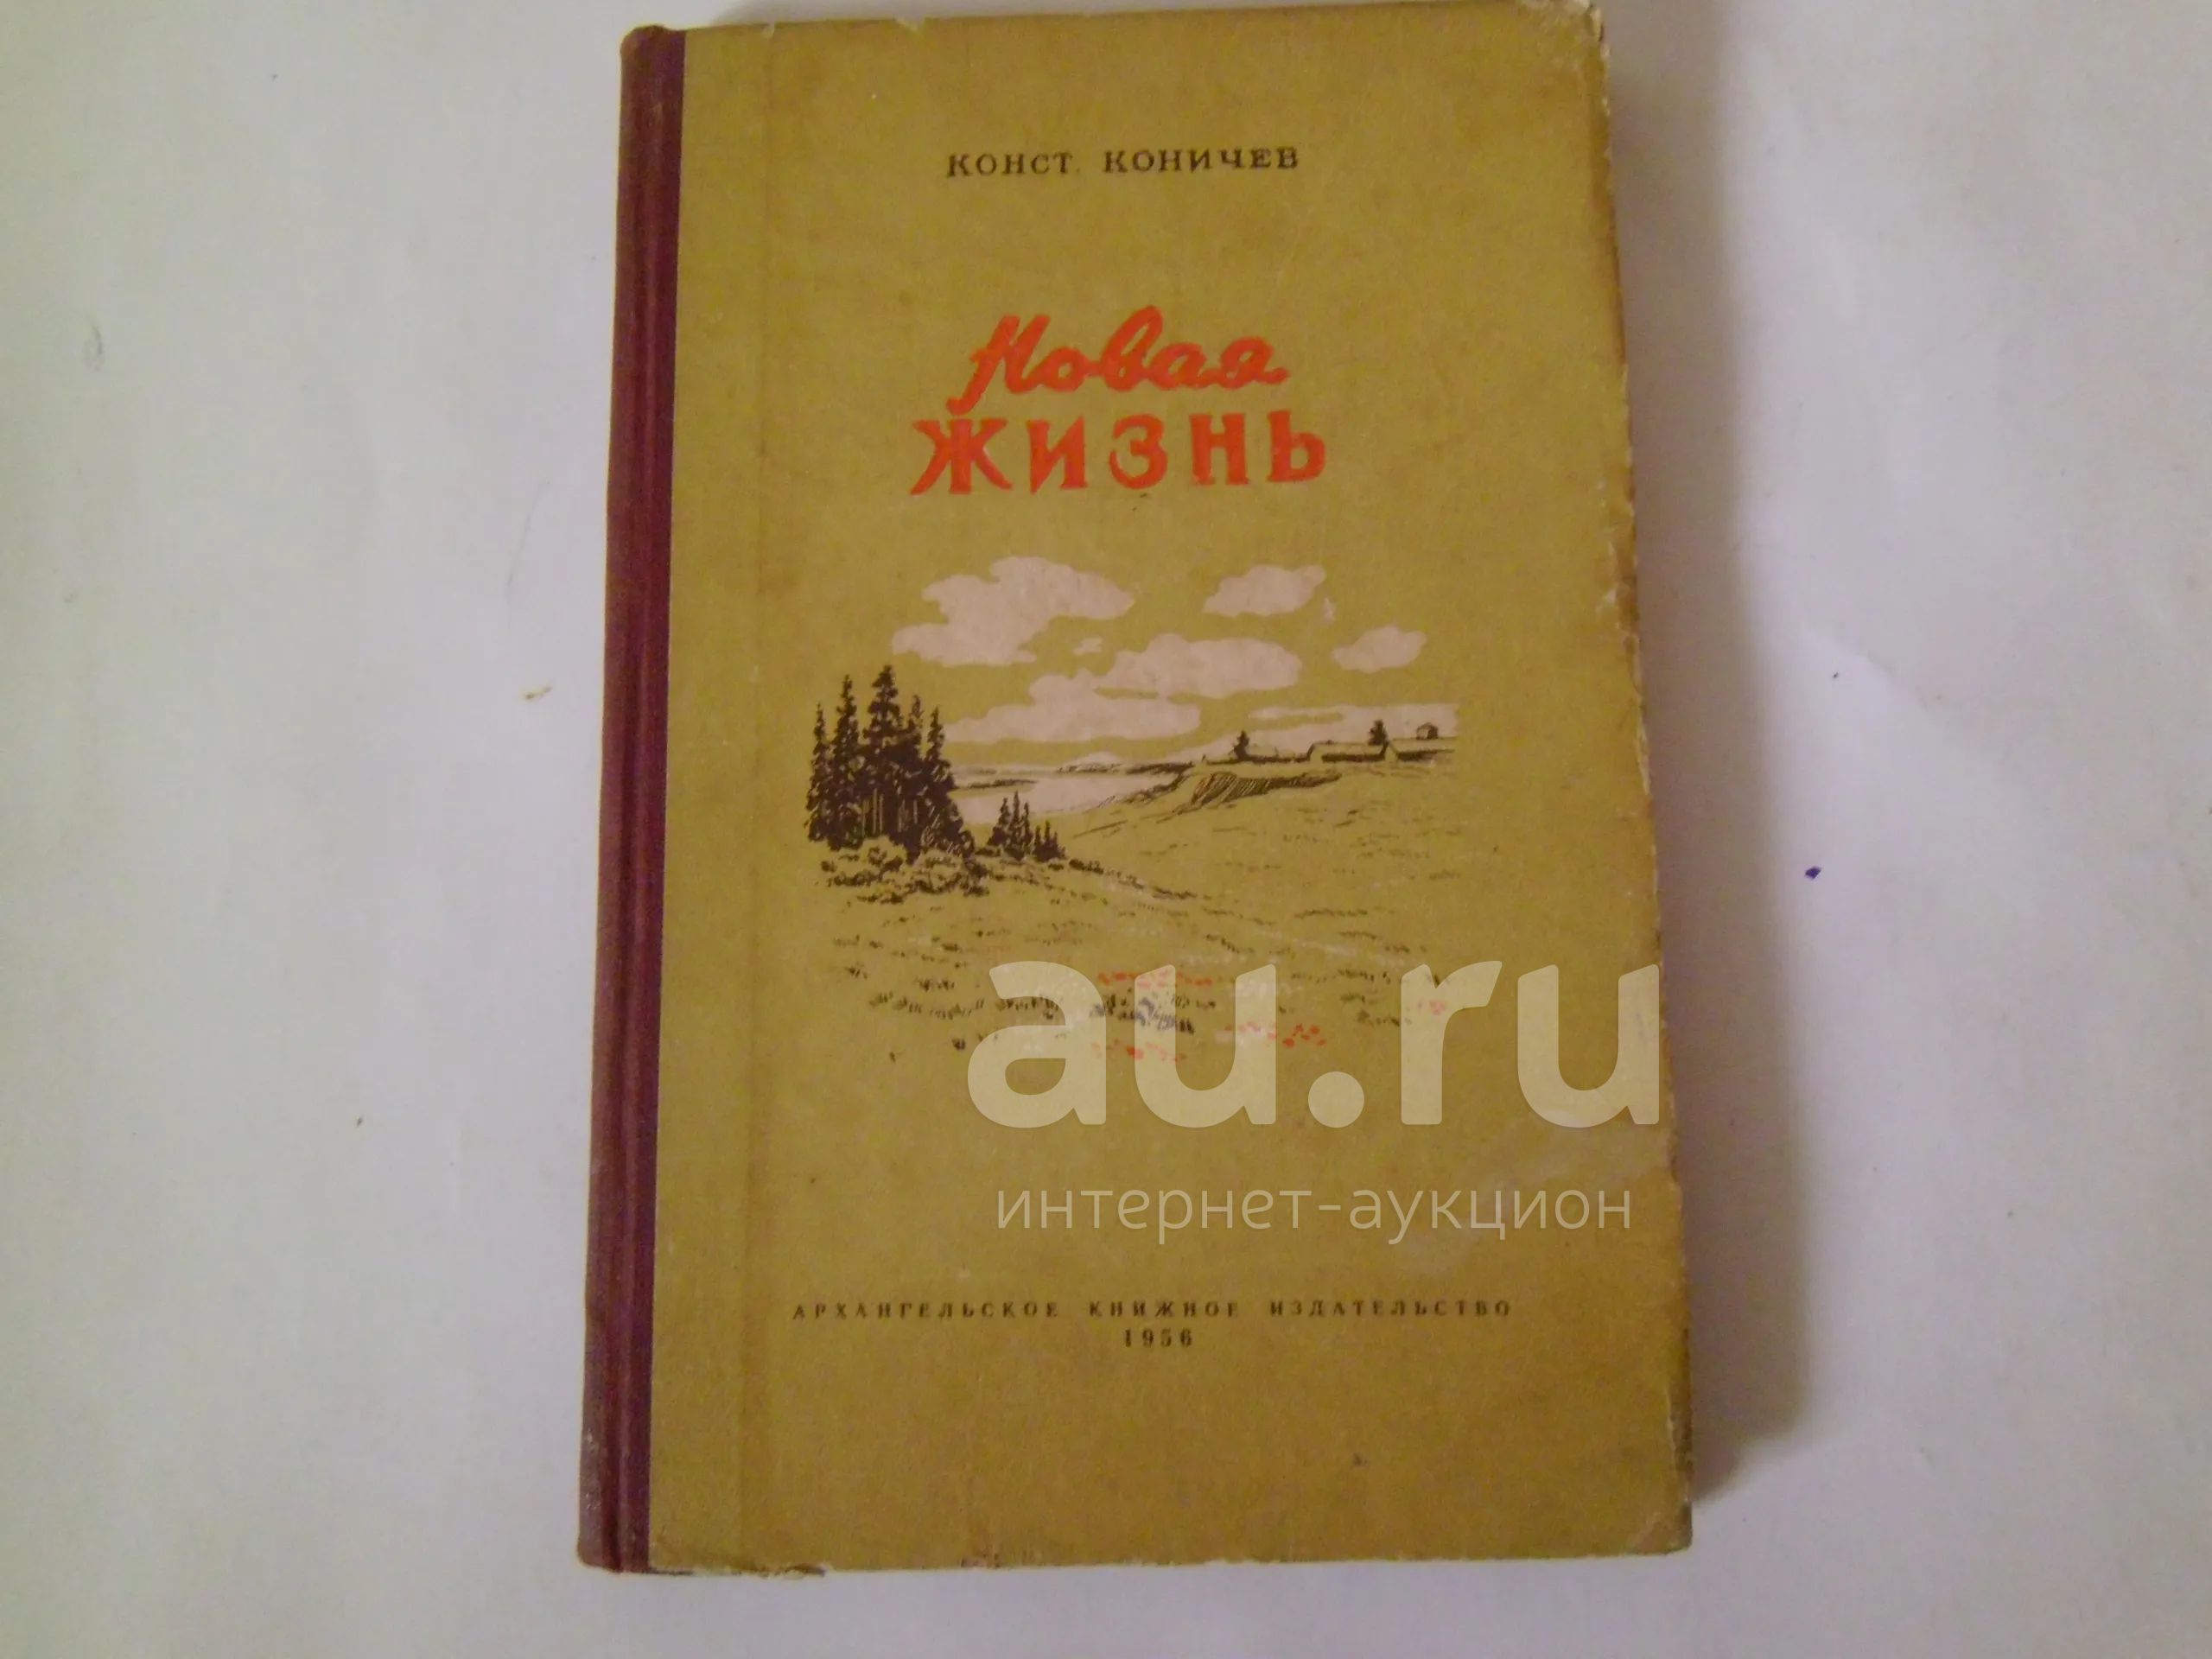 КОНСТ. КОНИЧЕВ
Новая
ЖИЗНЬ
au.ru
интернет-аукцион
АРХАНГЕЛЬСКОЕ КНИЖНОЕ ИЗДАТЕЛЬСТВО
1956